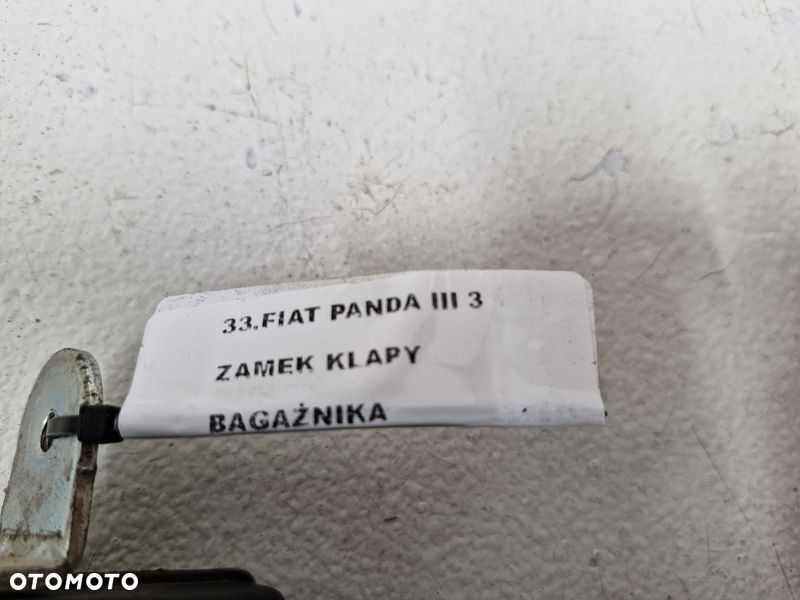 33.FIAT PANDA III 3
ZAMEK KLAPY
BAGAŻNIKA
OTOMOTO